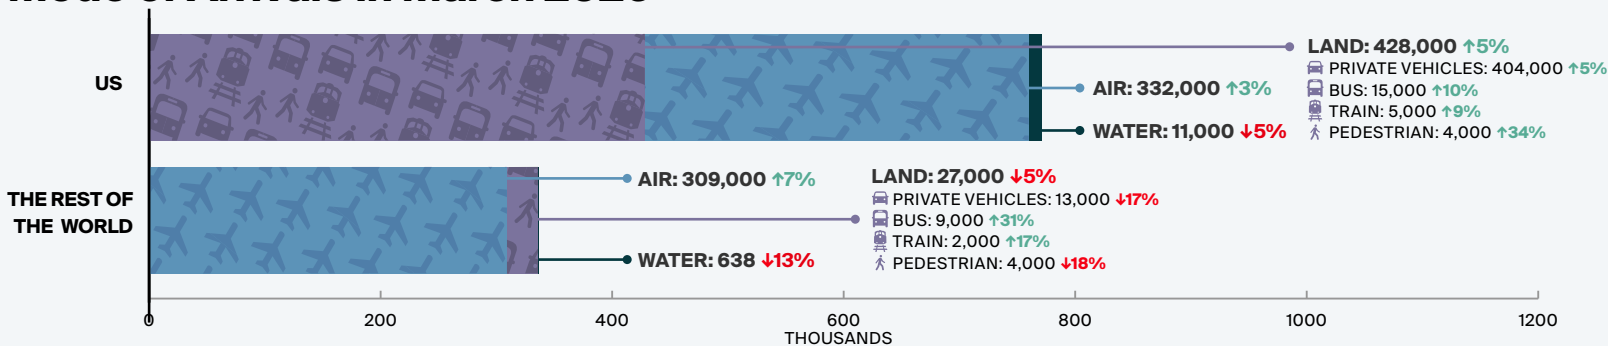 US
LAND: 428,000 ↑5%
PRIVATE VEHICLES: 404,000 ↑5%
BUS: 15,000 ↑10%
TRAIN: 5,000 ↑9%
PEDESTRIAN: 4,000 ↑34%
AIR: 332,000 ↑3%
WATER: 11,000 ↓5%
THE REST OF
THE WORLD
AIR: 309,000 ↑7%
WATER: 638 ↓13%
LAND: 27,000 ↓5%
PRIVATE VEHICLES: 13,000 ↓17%
BUS: 9,000 ↑31%
TRAIN: 2,000 ↑17%
PEDESTRIAN: 4,000 ↓18%
0 200 400 600 800 1000 1200
THOUSANDS